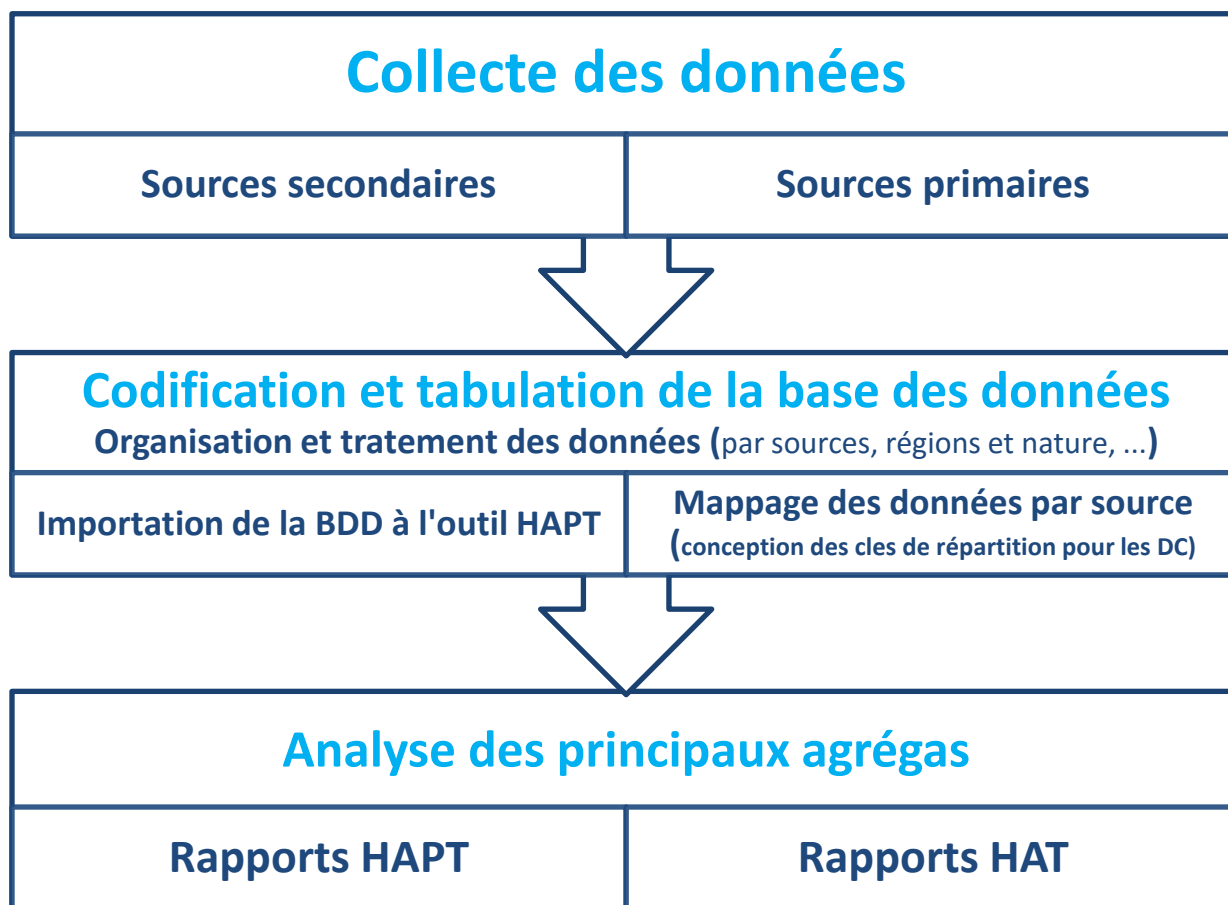 Collecte des données
Sources secondaires
Sources primaires
Codification et tabulation de la base des données
Organisation et tratement des données (par sources, régions et nature, ...)
Importation de la BDD à l'outil HAPT
Mappage des données par source
(conception des cles de répartition pour les DC)
Analyse des principaux agrégas
Rapports HAPT
Rapports HAT